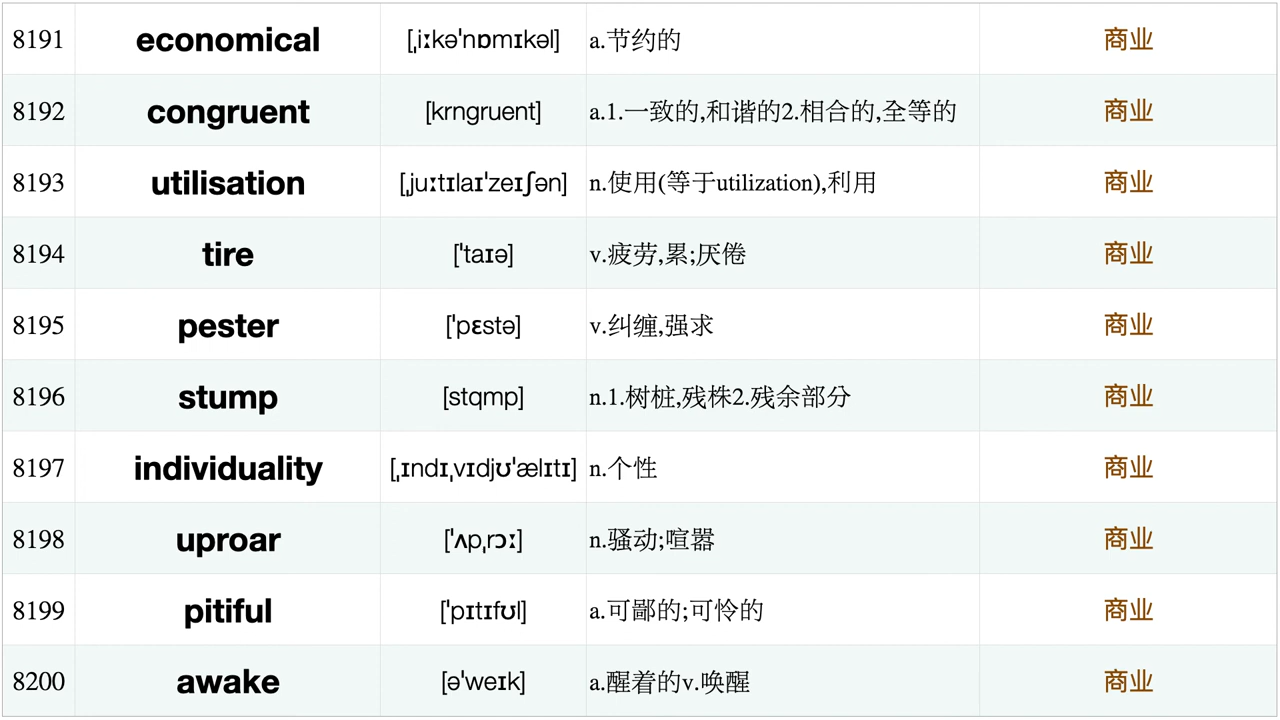 8191 economical [ˌiːkəˈnɒmɪkəl] a.节约的 商业
8192 congruent [krngruent] a.1.一致的,和谐的2.相合的,全等的 商业
8193 utilisation [ˌjuːtɪlaɪˈzeɪʃən] n.使用(等于utilization),利用 商业
8194 tire [ˈtaɪə] v.疲劳,累;厌倦 商业
8195 pester [ˈpɛstə] v.纠缠,强求 商业
8196 stump [stqmp] n.1.树桩,残株2.残余部分 商业
8197 individuality [ˌɪndɪˌvɪdjʊˈælɪtɪ] n.个性 商业
8198 uproar [ˈʌpˌrɔː] n.骚动;喧嚣 商业
8199 pitiful [ˈpɪtɪfʊl] a.可鄙的;可怜的 商业
8200 awake [əˈweɪk] a.醒着的v.唤醒 商业